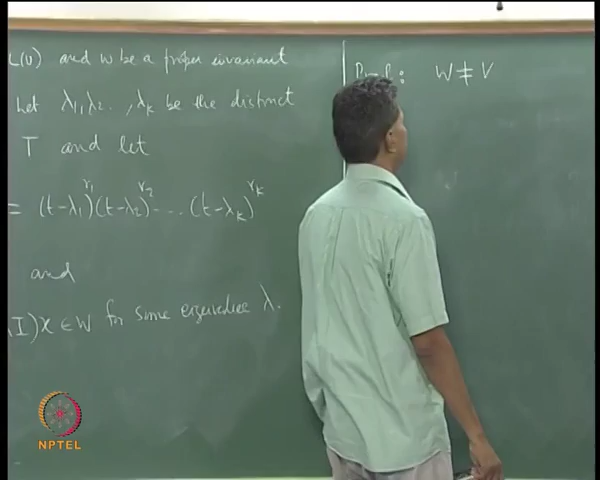 L(V) and W be a proper invariant
Let λ₁, λ₂ .., λₖ be the distinct
T and let
= (t-λ₁)^r₁ (t-λ₂)^r₂ --- (t-λₖ)^rₖ
and
I)x ∈ W for some eigenvalue λ.
Proof: W ≠ V
NPTEL